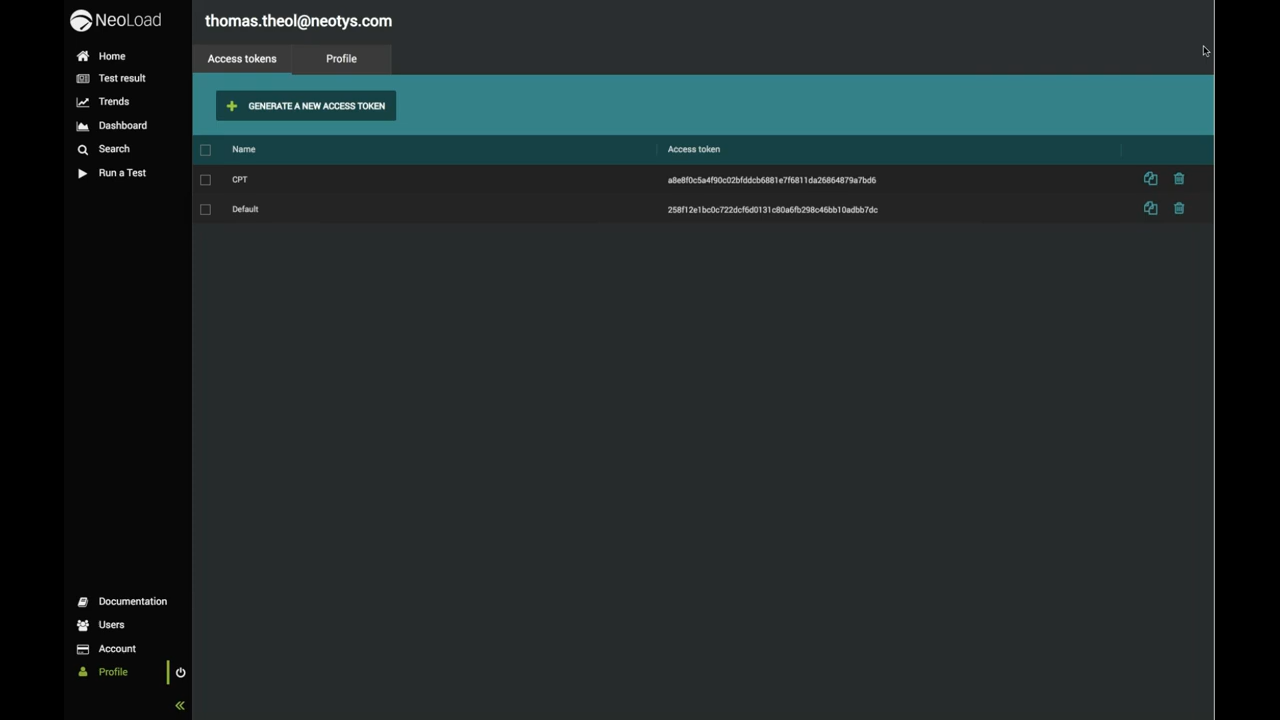 NeoLoad
thomas.theol@neotys.com
Home
Test result
Trends
Dashboard
Search
Run a Test
Access tokens
Profile
GENERATE A NEW ACCESS TOKEN
Name
Access token
CPT
a8e8f0c5a4f90c02bfddcb6881e7f6811da26864879a7bd6
Default
258f12e1bc0c722dcf6d0131c80a6fb298c46bb10adbb7dc
Documentation
Users
Account
Profile